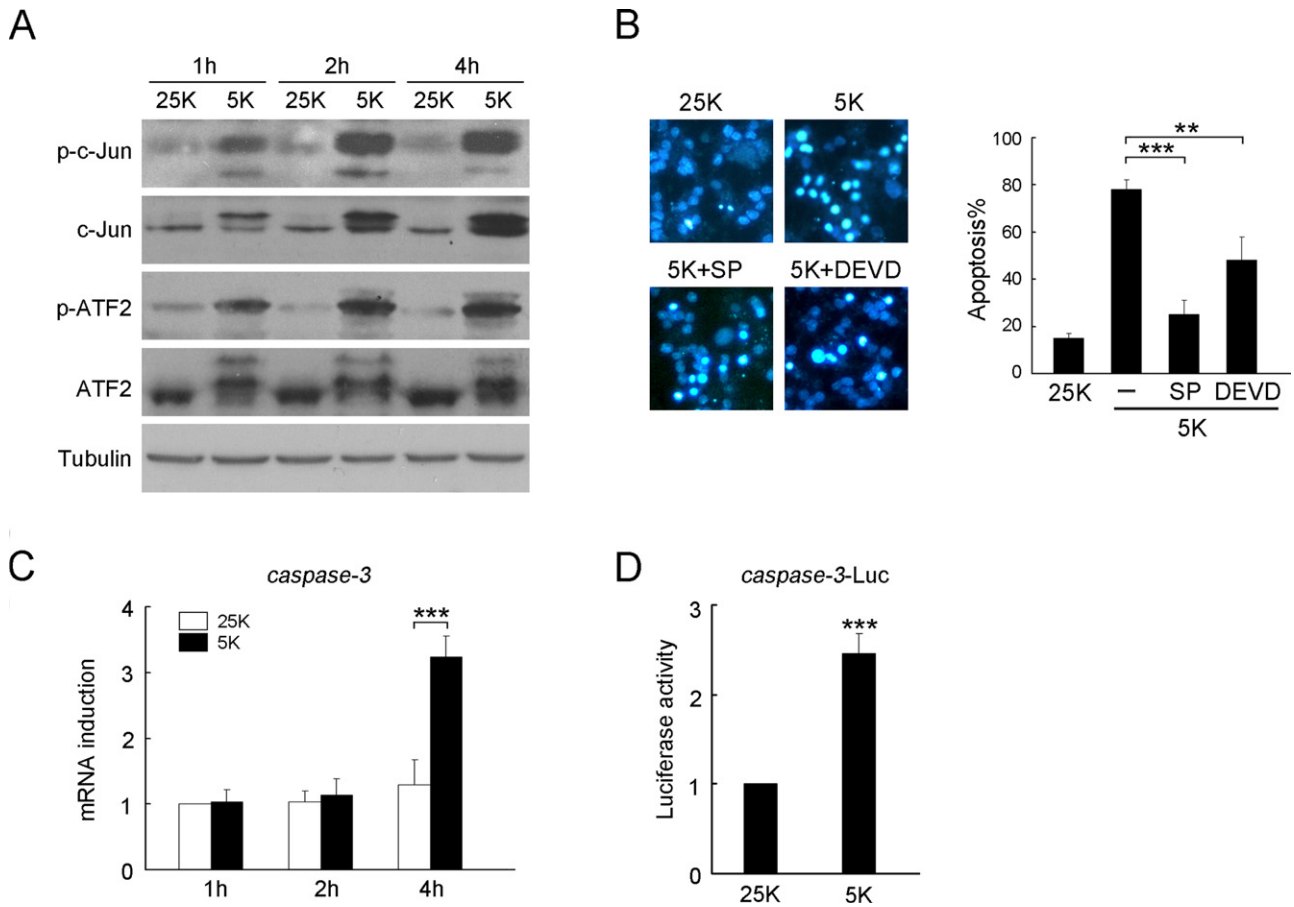 A
1h 2h 4h
25K 5K 25K 5K 25K 5K
p-c-Jun
c-Jun
p-ATF2
ATF2
Tubulin
B
25K 5K
5K+SP 5K+DEVD
Apoptosis%
100
80
60
40
20
0
*** **
25K – SP DEVD
5K
C
caspase-3
mRNA induction
4
3
2
1
0
25K
5K
***
1h 2h 4h
D
caspase-3-Luc
Luciferase activity
3
2
1
0
***
25K 5K